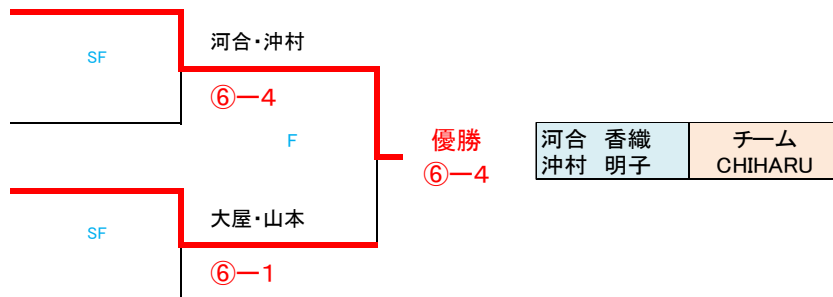 河合・沖村
SF
⑥ー4
F
優勝
⑥ー4
河合 香織 チーム
沖村 明子 CHIHARU
大屋・山本
SF
⑥ー1